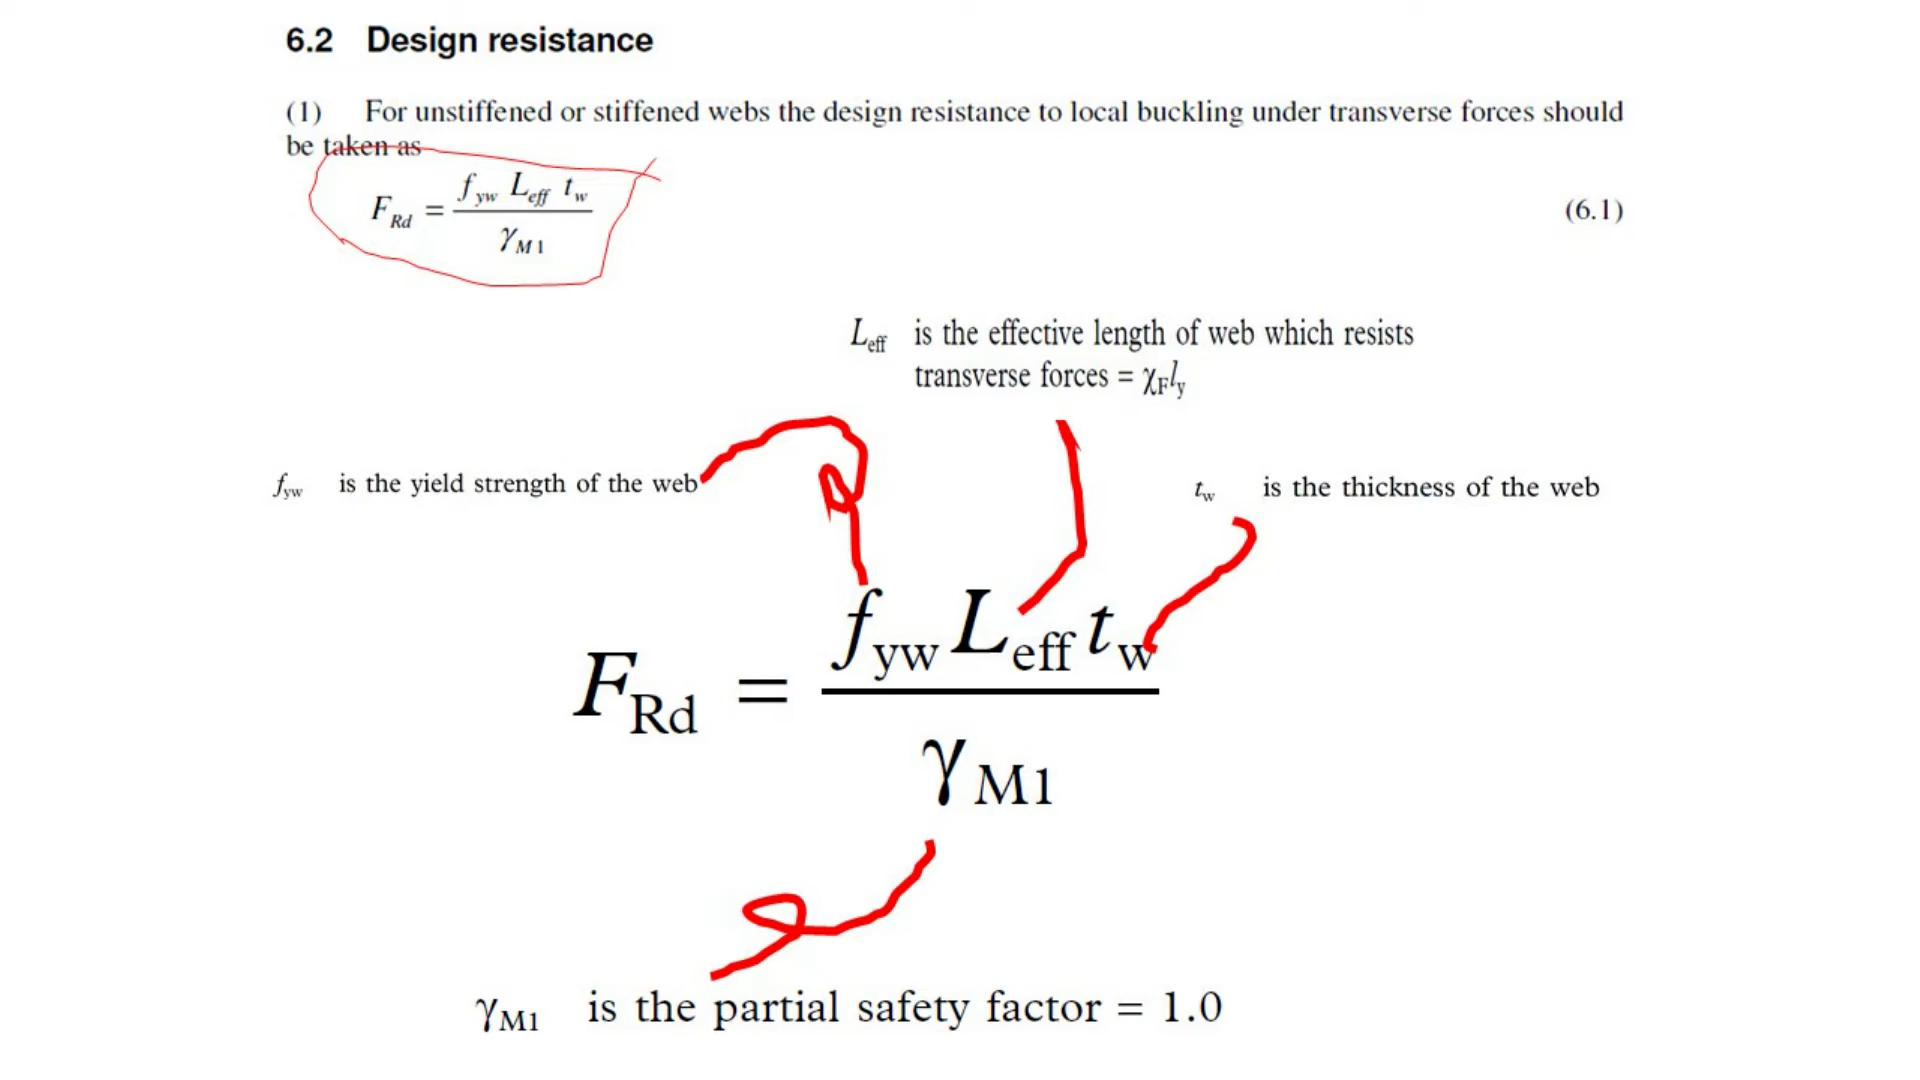 6.2 Design resistance
(1) For unstiffened or stiffened webs the design resistance to local buckling under transverse forces should
be taken as
F_Rd = f_yw L_eff t_w / γ_M1 (6.1)
L_eff is the effective length of web which resists
transverse forces = χ_F l_y
f_yw is the yield strength of the web
t_w is the thickness of the web
F_Rd = f_yw L_eff t_w / γ_M1
γ_M1 is the partial safety factor = 1.0